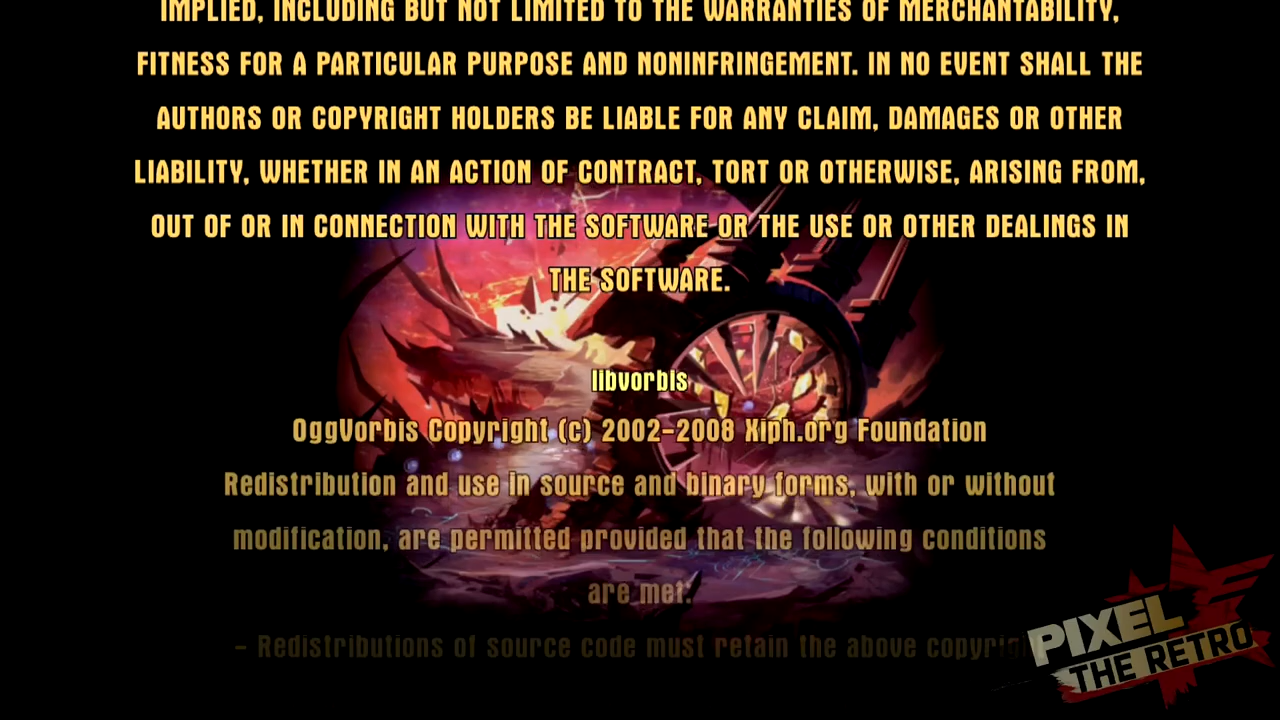 IMPLIED, INCLUDING BUT NOT LIMITED TO THE WARRANTIES OF MERCHANTABILITY,
FITNESS FOR A PARTICULAR PURPOSE AND NONINFRINGEMENT. IN NO EVENT SHALL THE
AUTHORS OR COPYRIGHT HOLDERS BE LIABLE FOR ANY CLAIM, DAMAGES OR OTHER
LIABILITY, WHETHER IN AN ACTION OF CONTRACT, TORT OR OTHERWISE, ARISING FROM,
OUT OF OR IN CONNECTION WITH THE SOFTWARE OR THE USE OR OTHER DEALINGS IN
THE SOFTWARE.
libvorbis
OggVorbis Copyright (c) 2002-2008 Xiph.org Foundation
Redistribution and use in source and binary forms, with or without
modification, are permitted provided that the following conditions
are met:
- Redistributions of source code must retain the above
PIXEL
THE RETRO